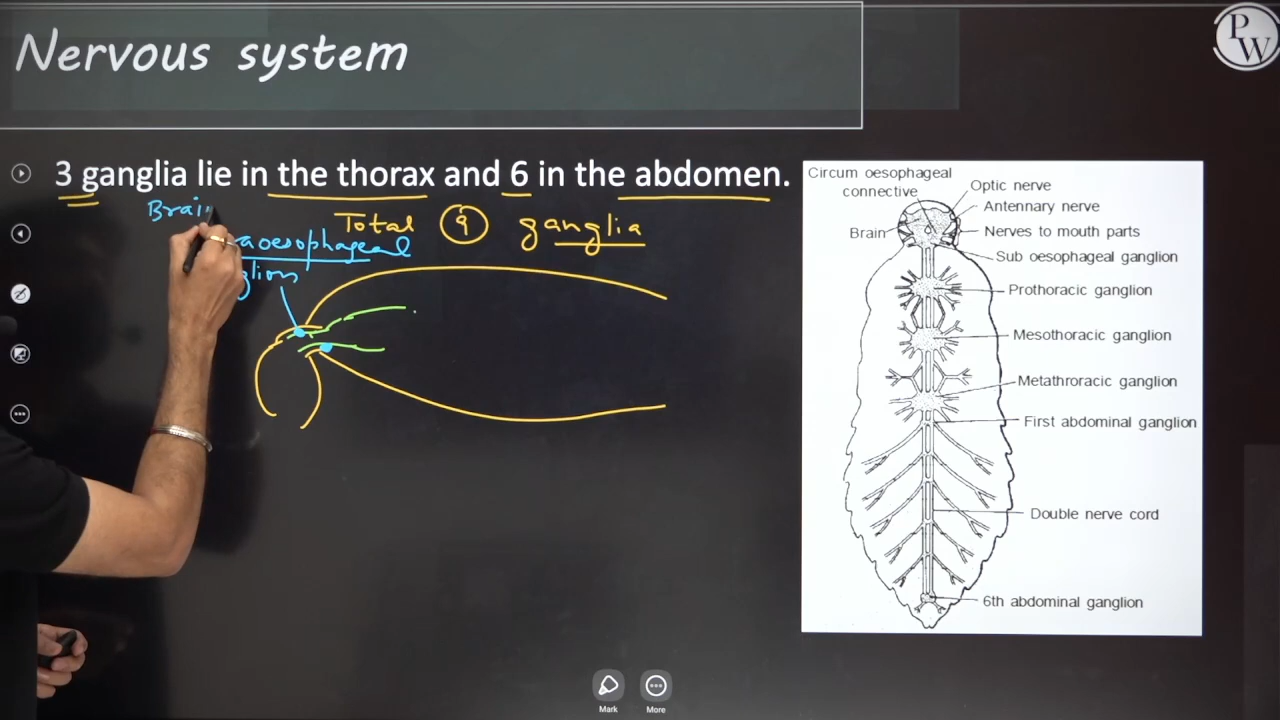 Nervous system
PW
3 ganglia lie in the thorax and 6 in the abdomen.
Total 9 ganglia
Circum oesophageal
connective
Optic nerve
Antennary nerve
Brain
Nerves to mouth parts
Sub oesophageal ganglion
Prothoracic ganglion
Mesothoracic ganglion
Metathroracic ganglion
First abdominal ganglion
Double nerve cord
6th abdominal ganglion
Mark
More